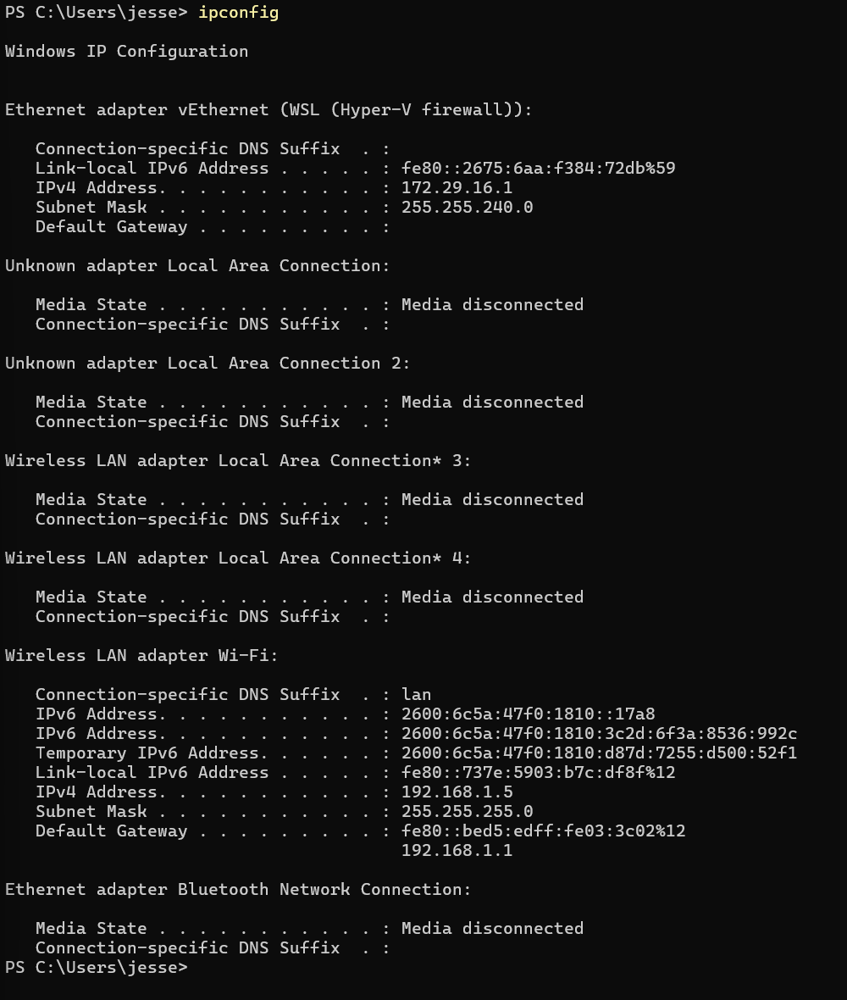 PS C:\Users\jesse> ipconfig

Windows IP Configuration


Ethernet adapter vEthernet (WSL (Hyper-V firewall)):

   Connection-specific DNS Suffix  . :
   Link-local IPv6 Address . . . . . : fe80::2675:6aa:f384:72db%59
   IPv4 Address. . . . . . . . . . . : 172.29.16.1
   Subnet Mask . . . . . . . . . . . : 255.255.240.0
   Default Gateway . . . . . . . . . :

Unknown adapter Local Area Connection:

   Media State . . . . . . . . . . . : Media disconnected
   Connection-specific DNS Suffix  . :

Unknown adapter Local Area Connection 2:

   Media State . . . . . . . . . . . : Media disconnected
   Connection-specific DNS Suffix  . :

Wireless LAN adapter Local Area Connection* 3:

   Media State . . . . . . . . . . . : Media disconnected
   Connection-specific DNS Suffix  . :

Wireless LAN adapter Local Area Connection* 4:

   Media State . . . . . . . . . . . : Media disconnected
   Connection-specific DNS Suffix  . :

Wireless LAN adapter Wi-Fi:

   Connection-specific DNS Suffix  . : lan
   IPv6 Address. . . . . . . . . . . : 2600:6c5a:47f0:1810::17a8
   IPv6 Address. . . . . . . . . . . : 2600:6c5a:47f0:1810:3c2d:6f3a:8536:992c
   Temporary IPv6 Address. . . . . . : 2600:6c5a:47f0:1810:d87d:7255:d500:52f1
   Link-local IPv6 Address . . . . . : fe80::737e:5903:b7c:df8f%12
   IPv4 Address. . . . . . . . . . . : 192.168.1.5
   Subnet Mask . . . . . . . . . . . : 255.255.255.0
   Default Gateway . . . . . . . . . : fe80::bed5:edff:fe03:3c02%12
                                       192.168.1.1

Ethernet adapter Bluetooth Network Connection:

   Media State . . . . . . . . . . . : Media disconnected
   Connection-specific DNS Suffix  . :
PS C:\Users\jesse>